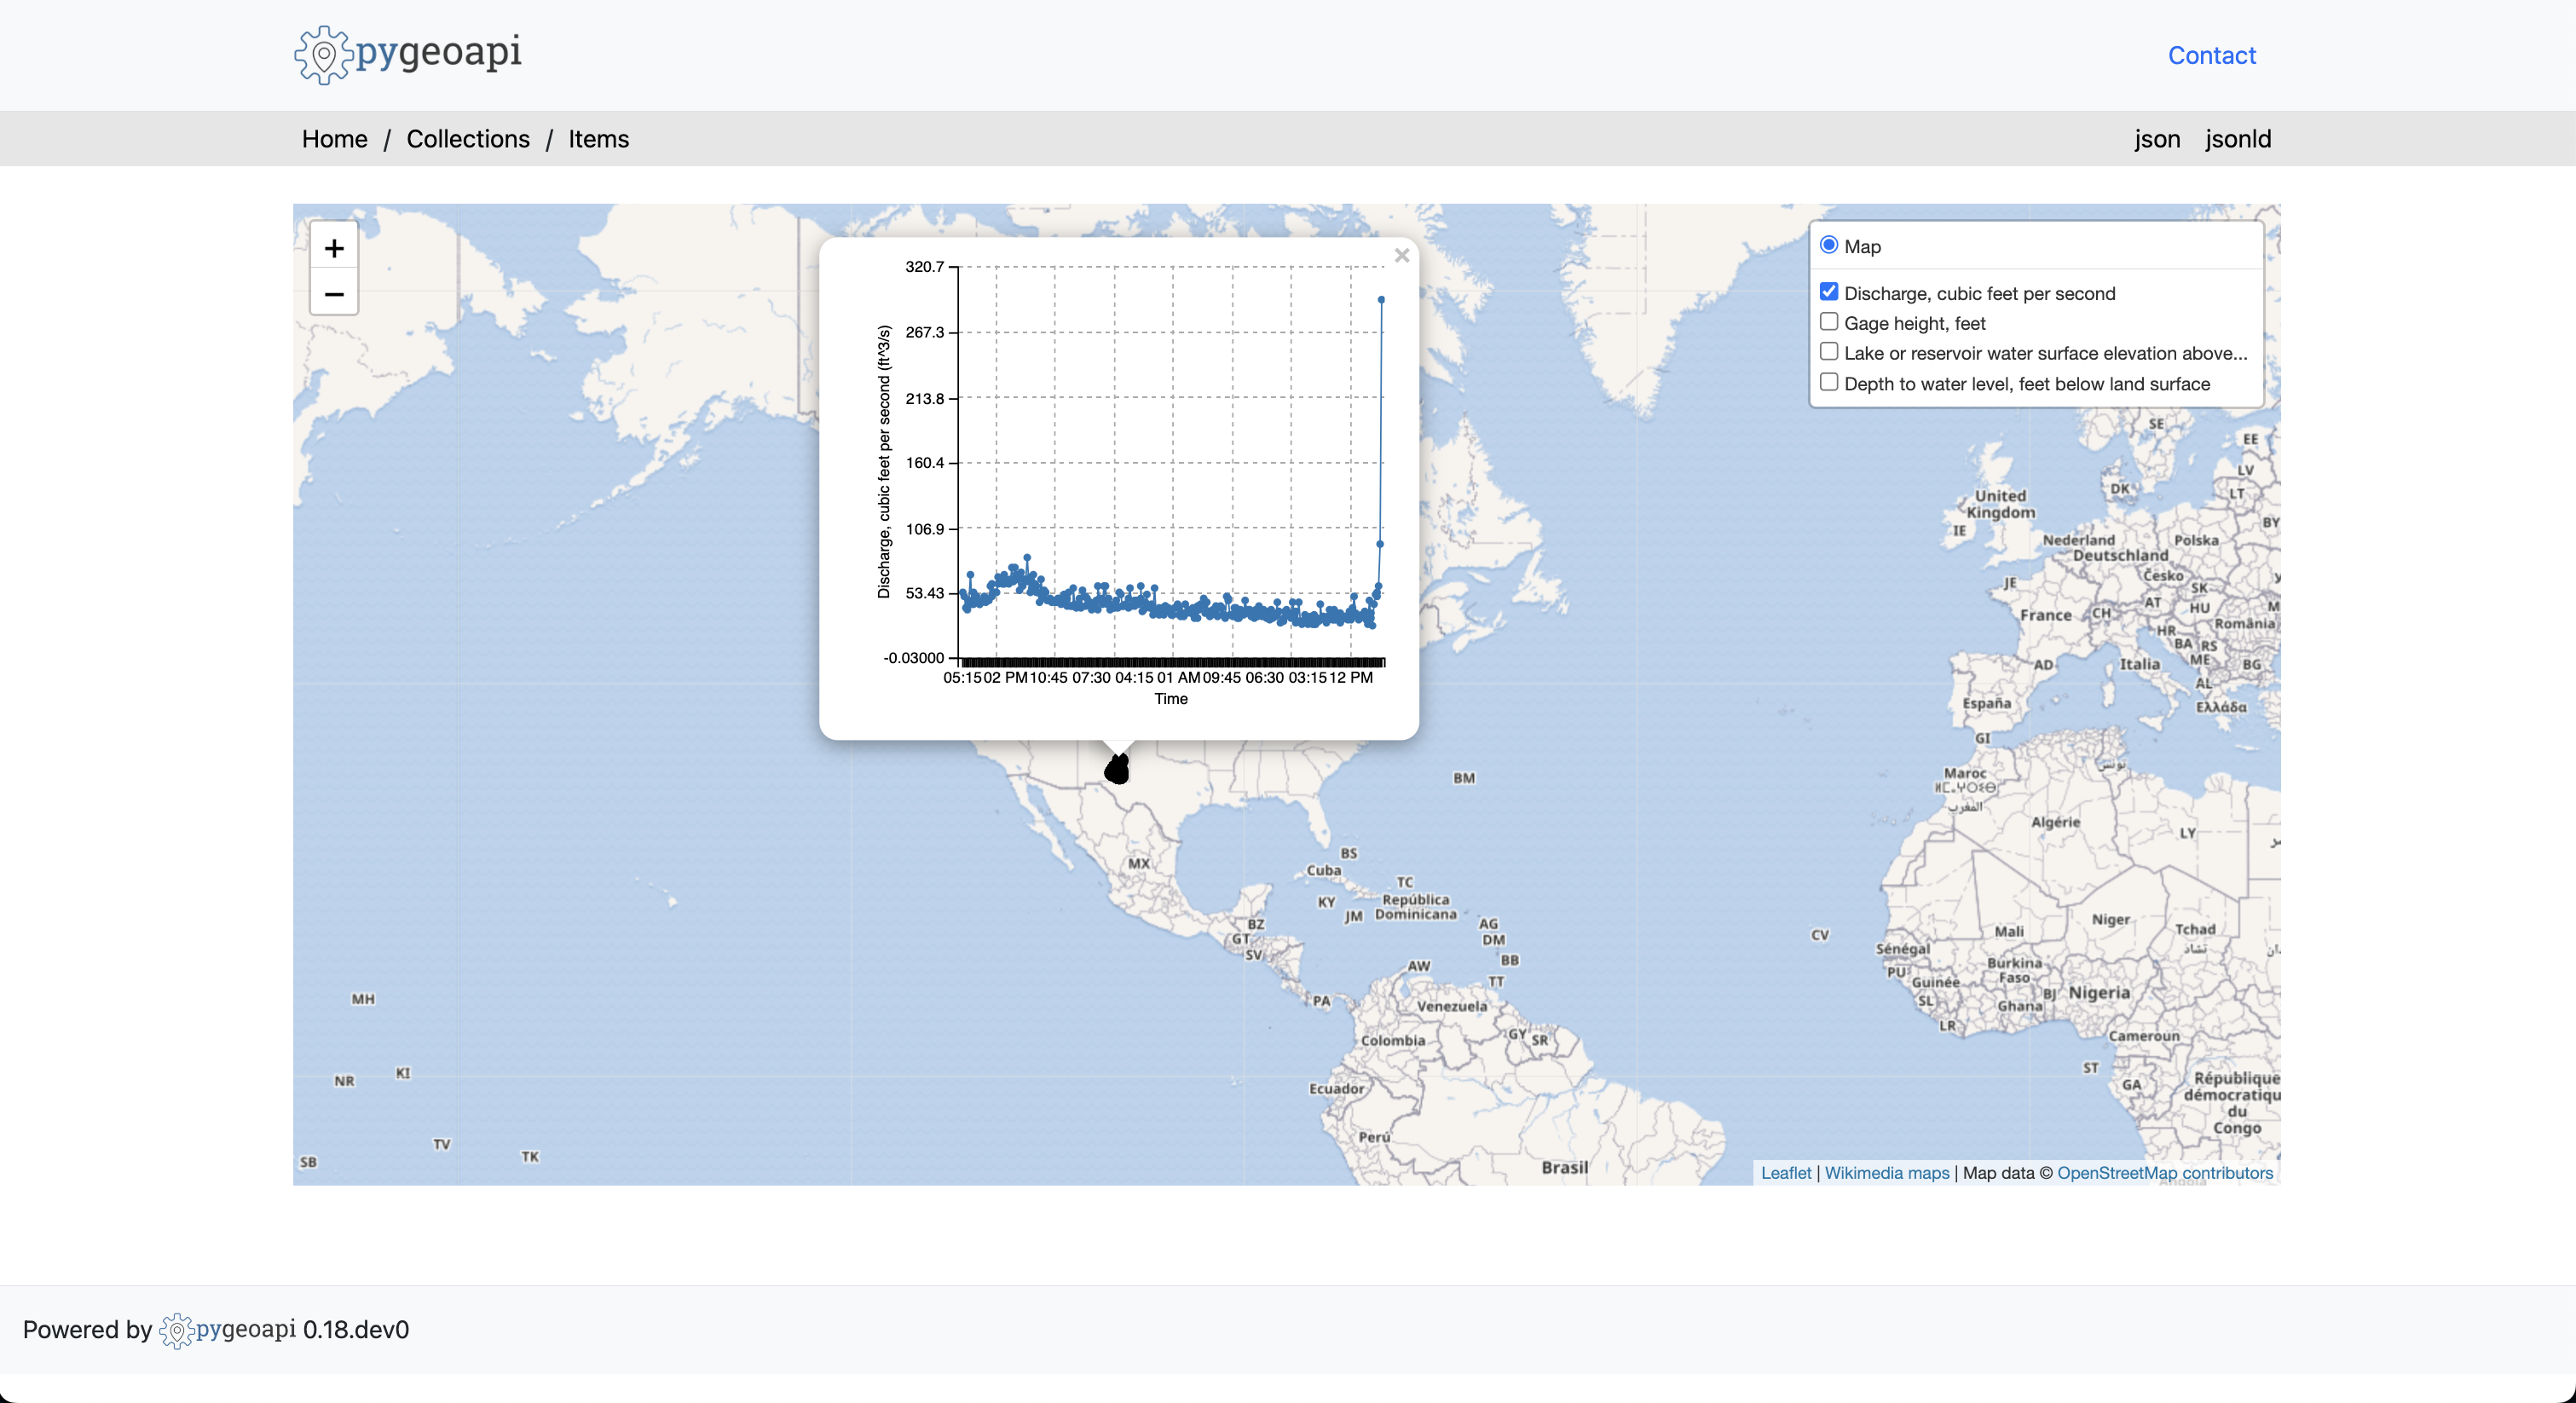 pygeoapi
Contact
Home / Collections / Items
json jsonld
+
−
×
320.7
267.3
213.8
160.4
106.9
53.43
-0.03000
Discharge, cubic feet per second (ft^3/s)
05:15 02 PM 10:45 07:30 04:15 01 AM 09:45 06:30 03:15 12 PM
Time
Map
Discharge, cubic feet per second
Gage height, feet
Lake or reservoir water surface elevation above...
Depth to water level, feet below land surface
SE
EE
LV
LT
DK
BY
United
Kingdom
IE
Nederland
Polska
Deutschland
Česko
JE
SK
AT
HU
France
CH
România
HR
BA
RS
ME
BG
AD
Italia
AL
España
Ελλάδα
GI
تونس
Maroc
ⵍⵎⵖⵔⵉⴱ
المغرب
Algérie
LY
BM
MX
BS
Cuba
TC
KY
JM
República
Dominicana
AG
DM
BB
BZ
GT
SV
AW
TT
PA
Venezuela
GY
SR
Colombia
Ecuador
Perú
Brasil
CV
Mali
Niger
Tchad
تشاد
Sénégal
Burkina
Faso
Guinée
SL
BJ
Nigeria
Ghana
LR
Cameroun
ST
GA
République
démocratiqu
du
Congo
Angola
MH
NR
KI
TV
TK
SB
Leaflet | Wikimedia maps | Map data © OpenStreetMap contributors
Powered by pygeoapi 0.18.dev0